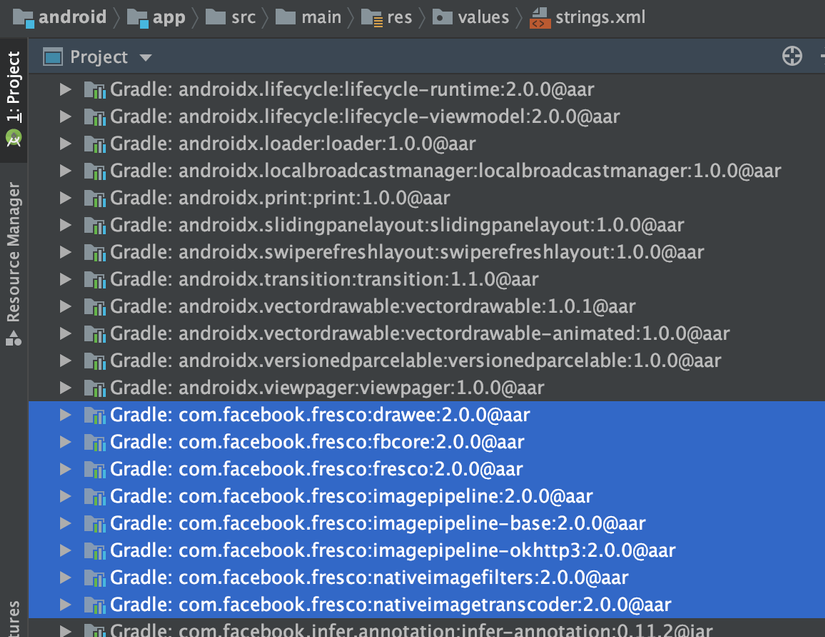 android app src main res values strings.xml
1: Project
Resource Manager
Project
Gradle: androidx.lifecycle:lifecycle-runtime:2.0.0@aar
Gradle: androidx.lifecycle:lifecycle-viewmodel:2.0.0@aar
Gradle: androidx.loader:loader:1.0.0@aar
Gradle: androidx.localbroadcastmanager:localbroadcastmanager:1.0.0@aar
Gradle: androidx.print:print:1.0.0@aar
Gradle: androidx.slidingpanelayout:slidingpanelayout:1.0.0@aar
Gradle: androidx.swiperefreshlayout:swiperefreshlayout:1.0.0@aar
Gradle: androidx.transition:transition:1.1.0@aar
Gradle: androidx.vectordrawable:vectordrawable:1.0.1@aar
Gradle: androidx.vectordrawable:vectordrawable-animated:1.0.0@aar
Gradle: androidx.versionedparcelable:versionedparcelable:1.0.0@aar
Gradle: androidx.viewpager:viewpager:1.0.0@aar
Gradle: com.facebook.fresco:drawee:2.0.0@aar
Gradle: com.facebook.fresco:fbcore:2.0.0@aar
Gradle: com.facebook.fresco:fresco:2.0.0@aar
Gradle: com.facebook.fresco:imagepipeline:2.0.0@aar
Gradle: com.facebook.fresco:imagepipeline-base:2.0.0@aar
Gradle: com.facebook.fresco:imagepipeline-okhttp3:2.0.0@aar
Gradle: com.facebook.fresco:nativeimagefilters:2.0.0@aar
Gradle: com.facebook.fresco:nativeimagetranscoder:2.0.0@aar
Gradle: com.facebook.infer.annotation:infer-annotation:0.11.2@jar
tures